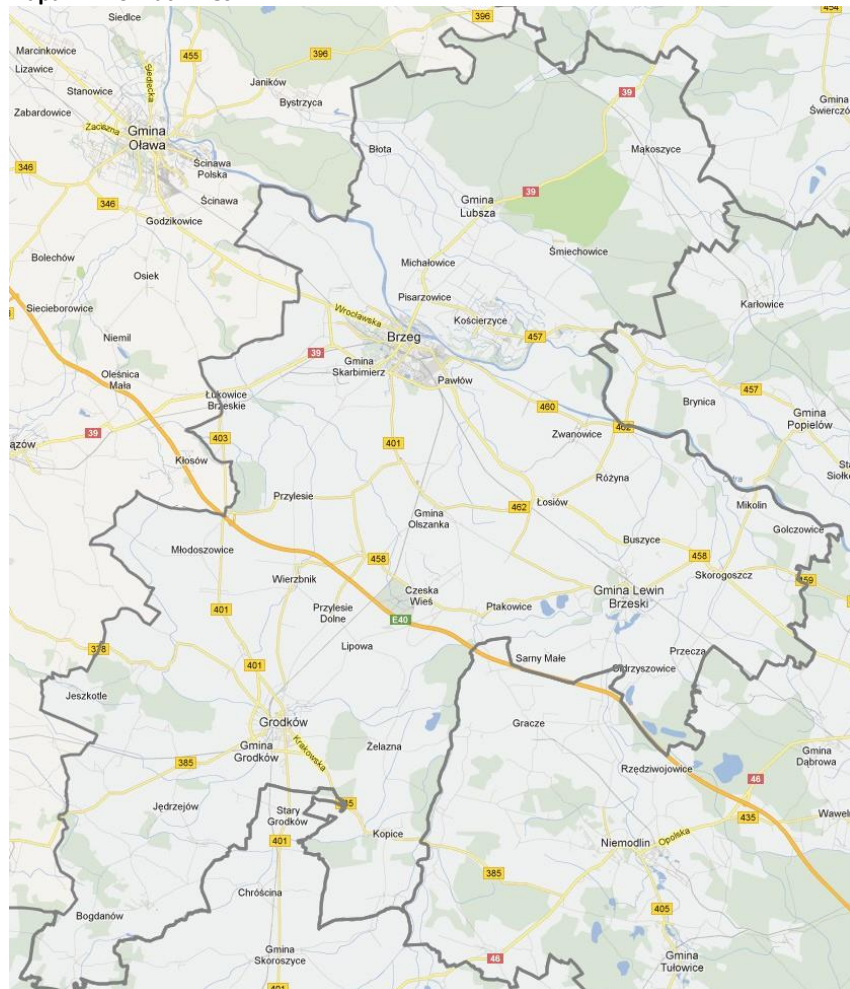 Siedlce
396
454
Marcinkowice
455
396
Lizawice
Siedlecka
Janików
39
Stanowice
Bystrzyca
Gmina
Zabardowice
Zaciszna
Gmina
Oława
Błota
Mąkoszyce
346
Ścinawa
Polska
39
Gmina
Lubsza
346
Ścinawa
Godzikowice
Bolechów
Michałowice
Śmiechowice
Osiek
Pisarzowice
Karłowice
Siecieborowice
Wrocławska
Kościerzyce
Niemil
Brzeg
457
39
Gmina
Skarbimierz
Oleśnica
Mała
Pawłów
457
Łukowice
Brzeskie
Brynica
460
Gmina
Popielów
39
403
401
Zwanowice
462
Kłosów
Różyna
Przylesie
462
Łosiów
Mikolin
Gmina
Olszanka
Golczowice
Młodoszowice
Buszyce
458
458
Skorogoszcz
459
Wierzbnik
Czeska
Wieś
Gmina Lewin
Brzeski
401
Przylesie
Dolne
Ptakowice
E40
378
Lipowa
Sarny Małe
Przecza
401
Jeszkotle
Grodków
Gracze
Krakowska
Żelazna
Gmina
Grodków
385
Rzędziwojowice
Gmina
Dąbrowa
46
Jędrzejów
Stary
Grodków
Kopice
435
401
Niemodlin
Opolska
385
Chróścina
405
Bogdanów
Gmina
Skoroszyce
46
Gmina
Tułowice
401